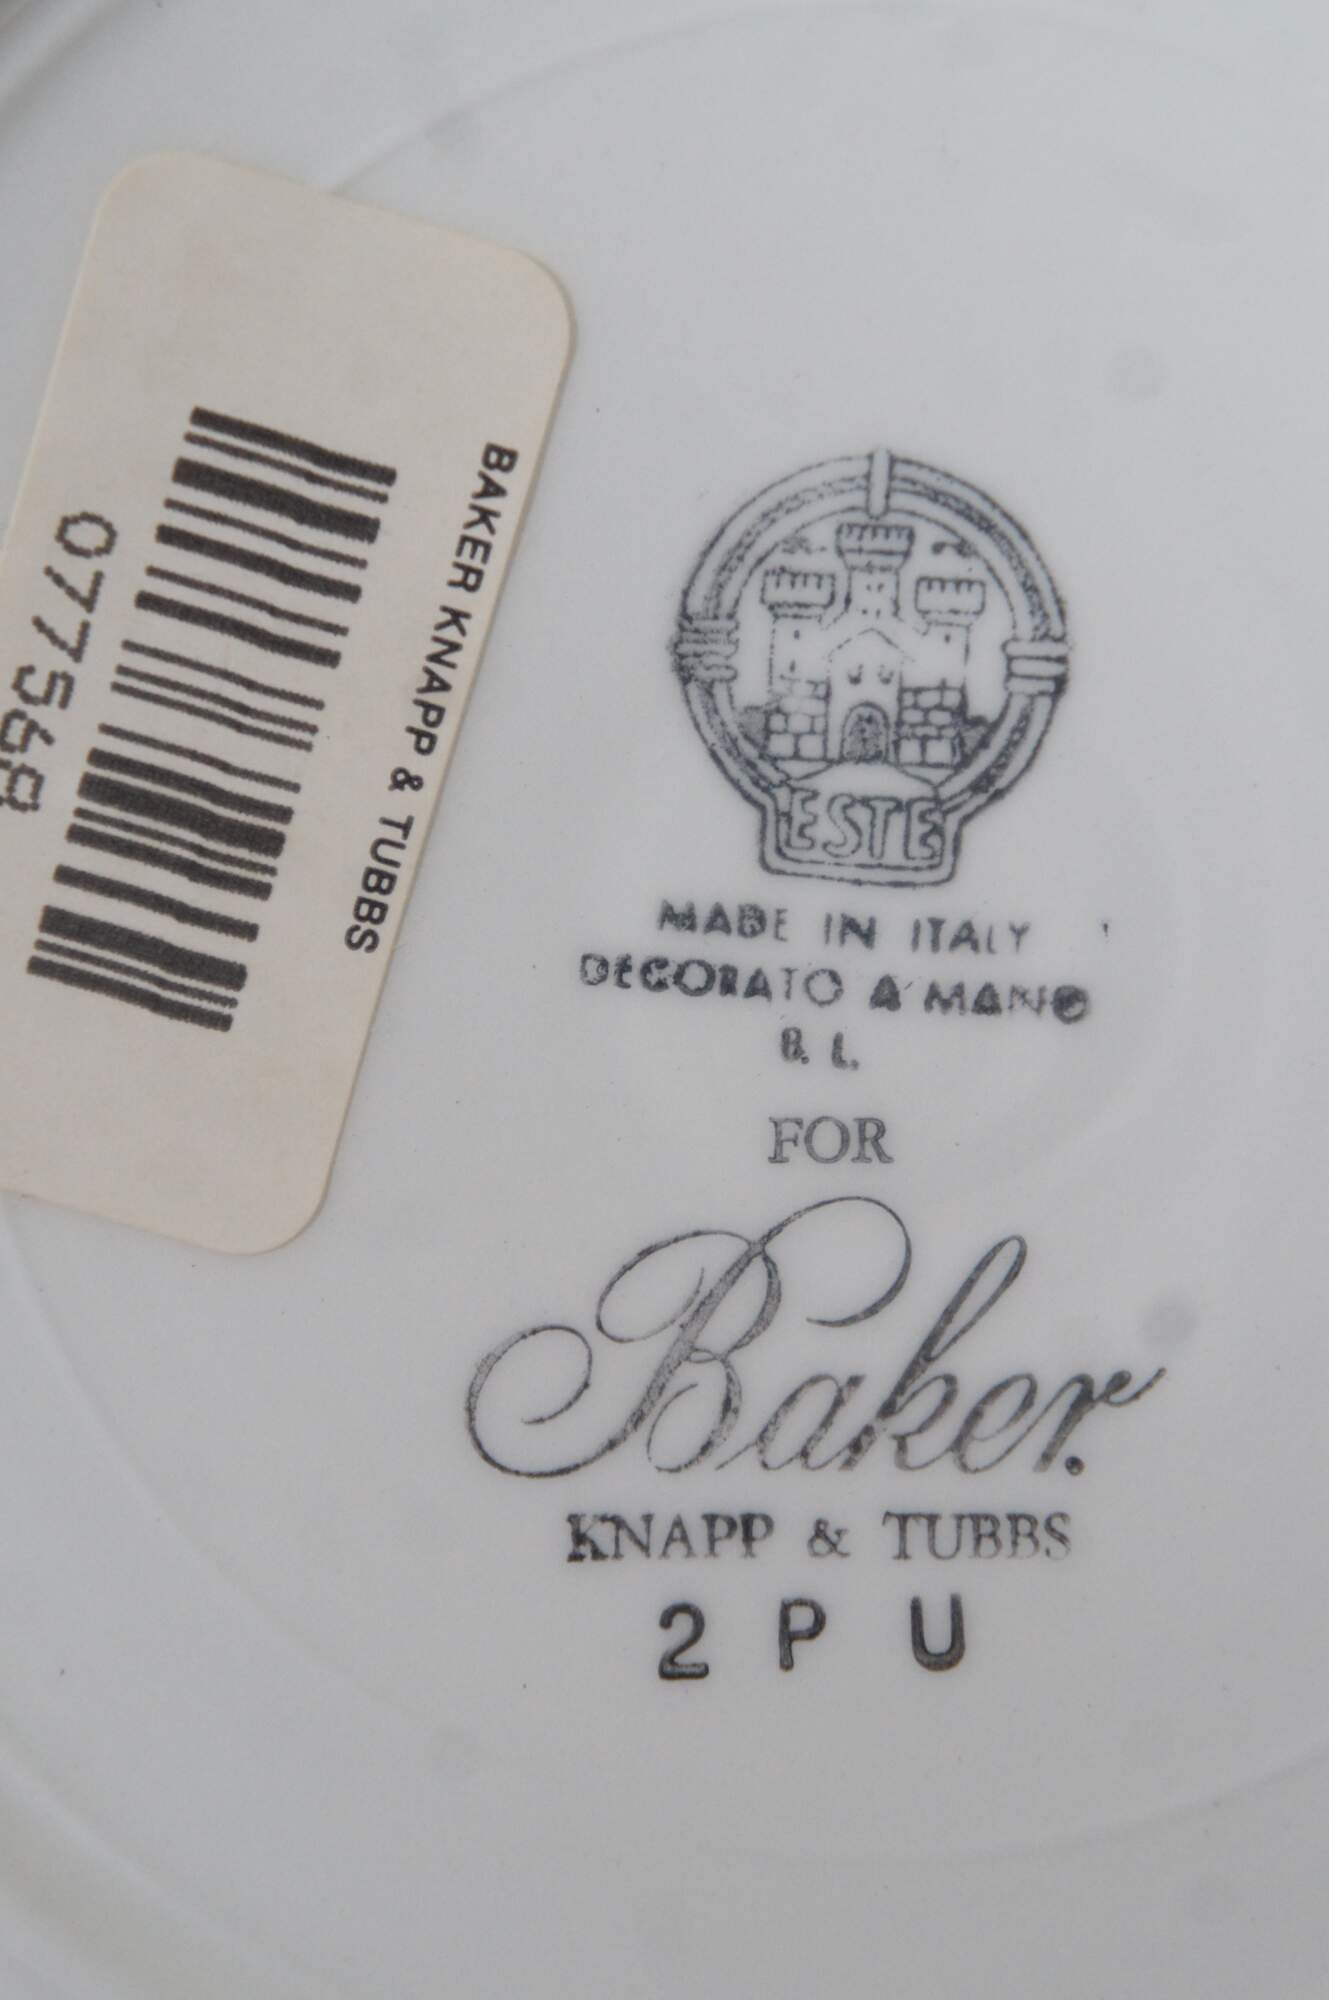 BAKER KNAPP & TUBBS
077568
ESTE
MADE IN ITALY
DECORATO A MANO
B. L.
FOR
Baker.
KNAPP & TUBBS
2 P U